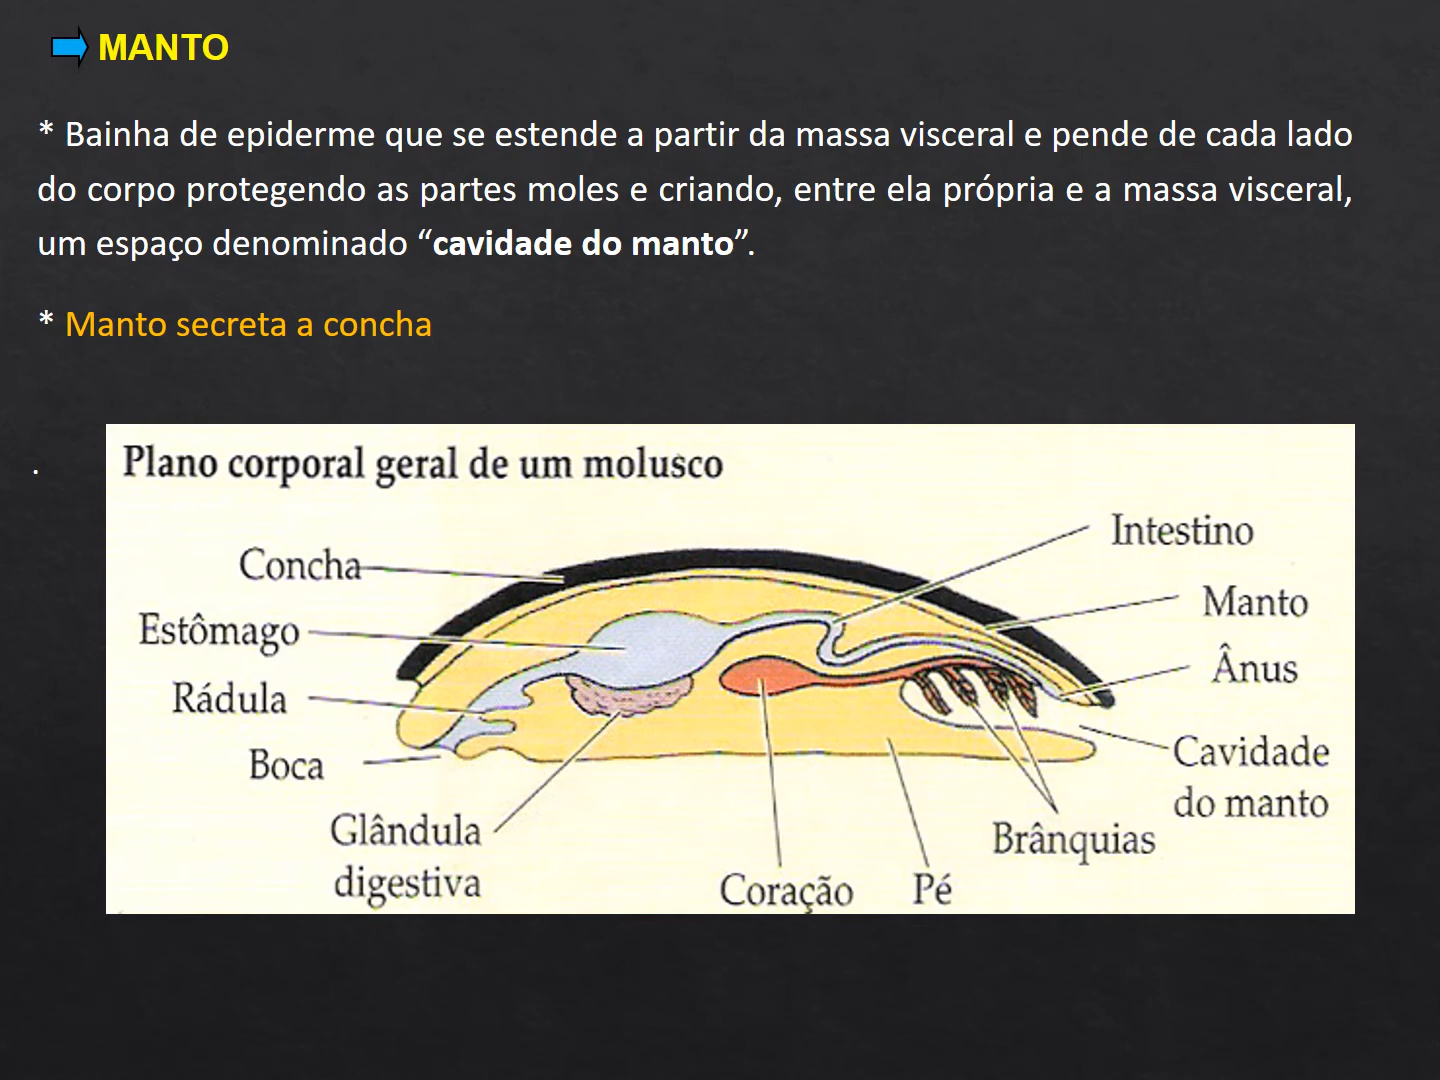 MANTO
* Bainha de epiderme que se estende a partir da massa visceral e pende de cada lado
do corpo protegendo as partes moles e criando, entre ela própria e a massa visceral,
um espaço denominado “cavidade do manto”.
* Manto secreta a concha
.
Plano corporal geral de um molusco
Intestino
Concha
Manto
Estômago
Ânus
Rádula
Cavidade
do manto
Boca
Glândula
digestiva
Brânquias
Coração
Pé